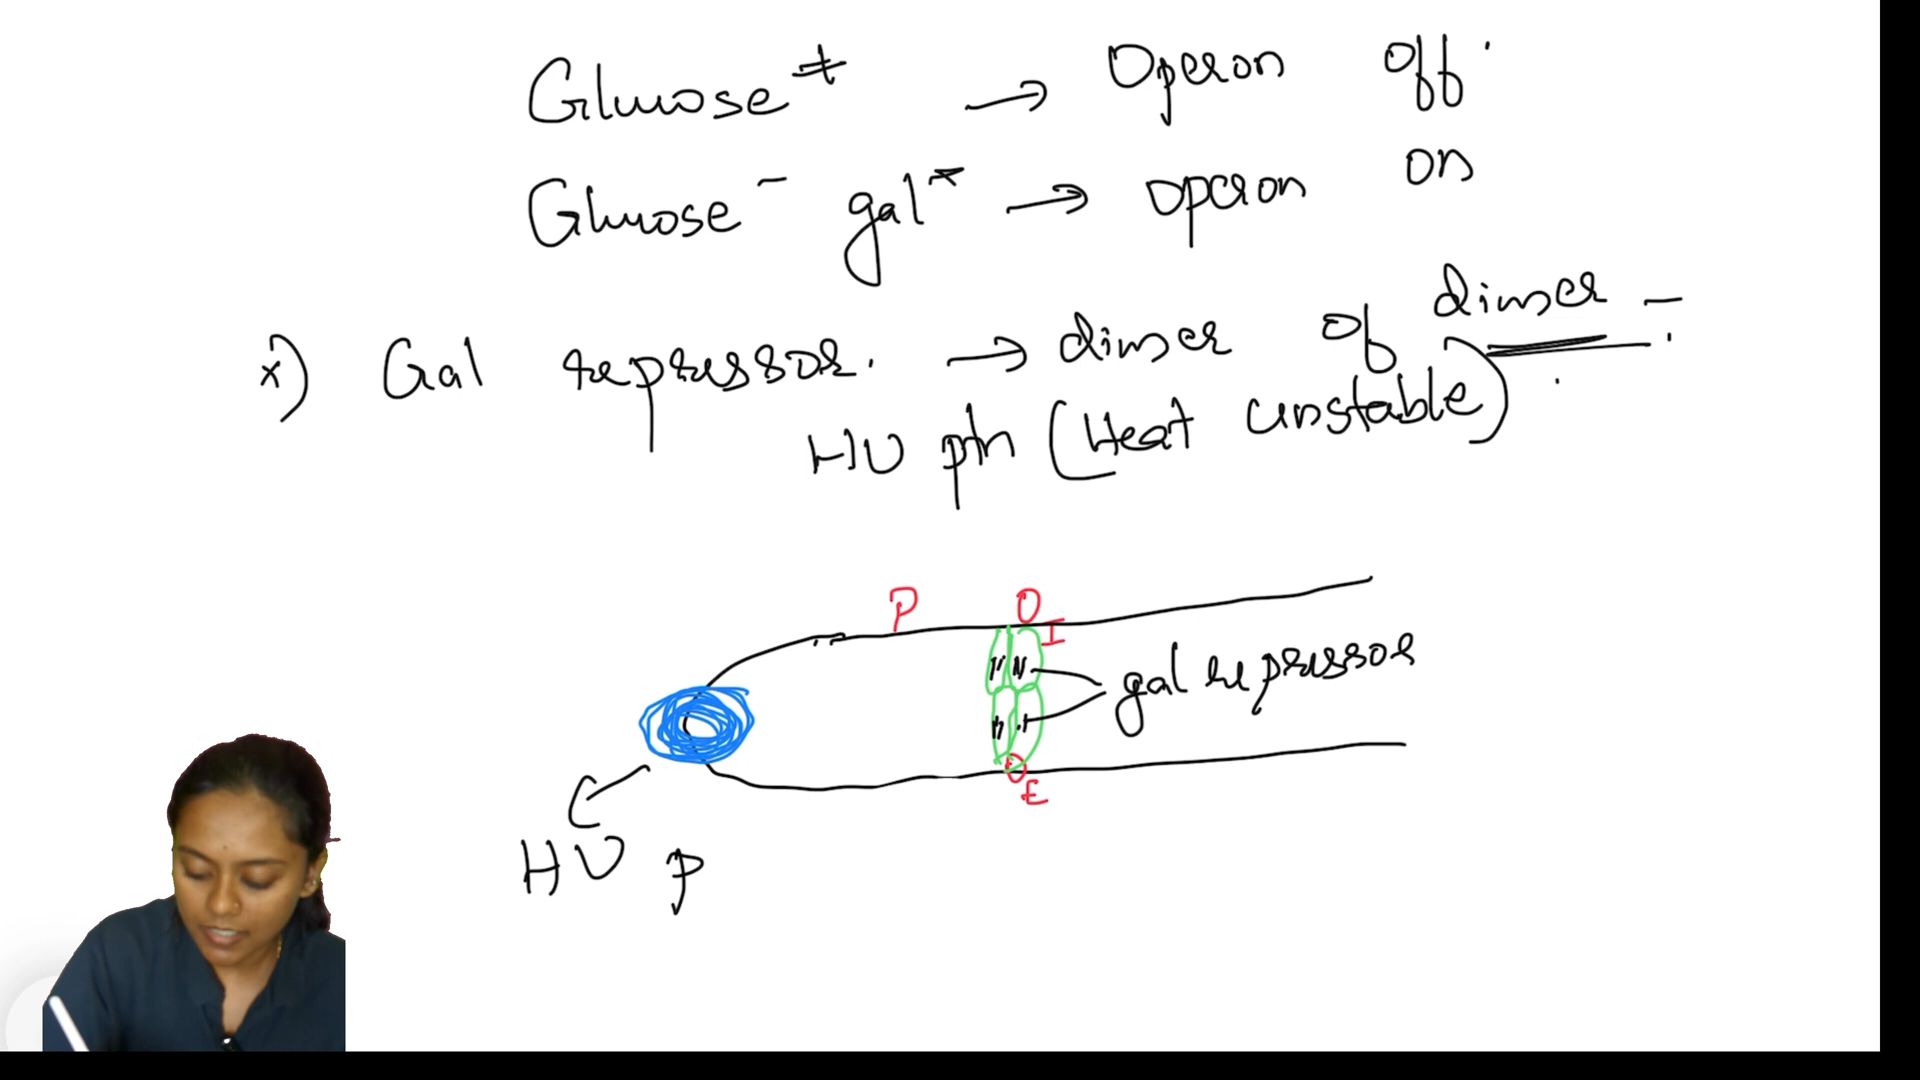 Glucose⁺ → Operon off.
Glucose⁻ gal⁺ → operon on
*) Gal repressor. → dimer of dimer –
HU ptn (Heat unstable)
P O I
N N
gal repressor
O E
HU p